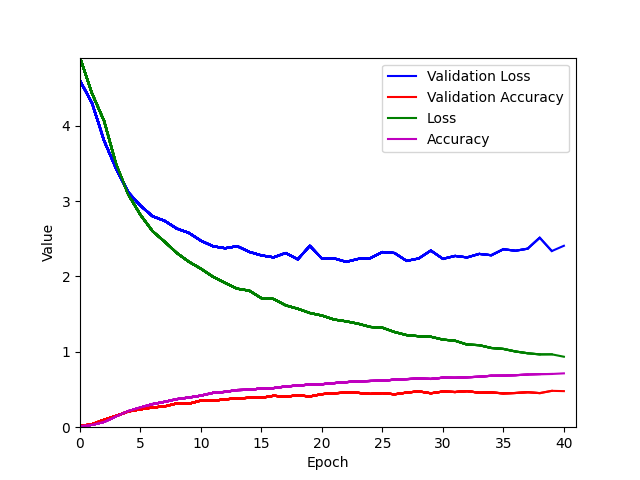 Validation Loss
Validation Accuracy
Loss
Accuracy
4
3
2
1
0
Value
0 5 10 15 20 25 30 35 40
Epoch